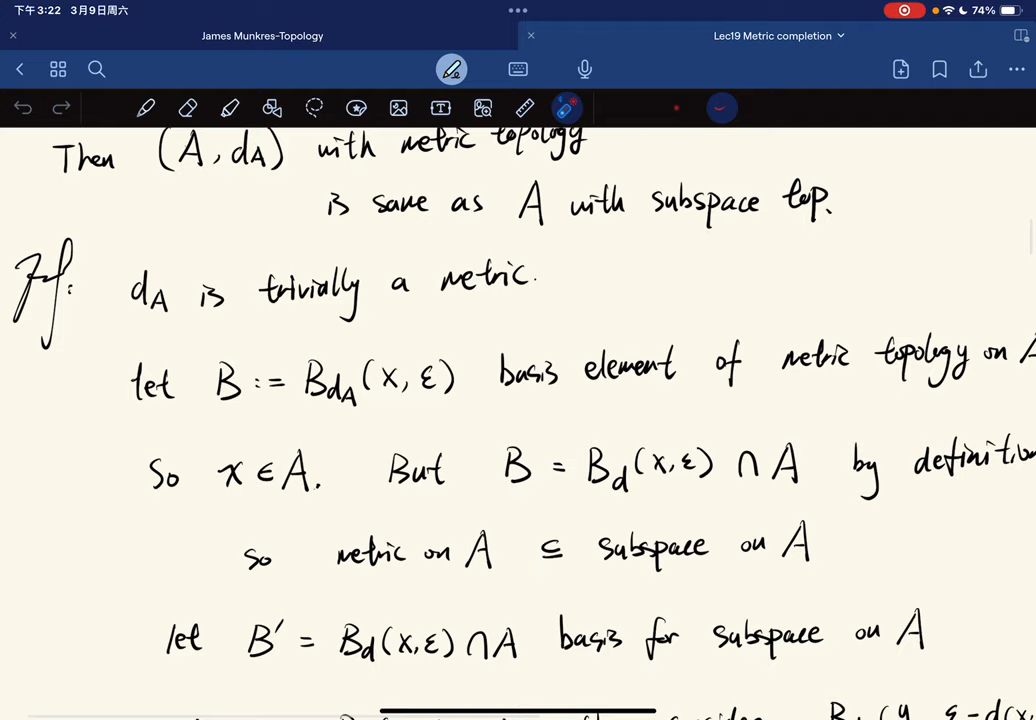 下午3:22 3月9日周六
74%
James Munkres-Topology
Lec19 Metric completion
Then (A, dA) with metric topology
is same as A with subspace top.
Pf:
dA is trivially a metric.
let B := BdA(x, ε) basis element of metric topology on A
So x ∈ A. But B = Bd(x, ε) ∩ A by definition
so metric on A ⊆ subspace on A
let B′ = Bd(x, ε) ∩ A basis for subspace on A